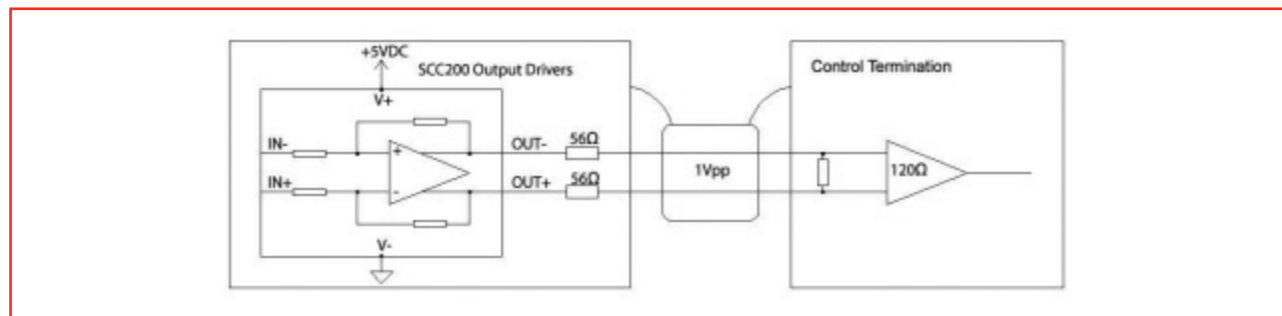 +5VDC
SCC200 Output Drivers
Control Termination
V+
IN-
+
OUT-
56Ω
1Vpp
120Ω
IN+
-
OUT+
56Ω
V-